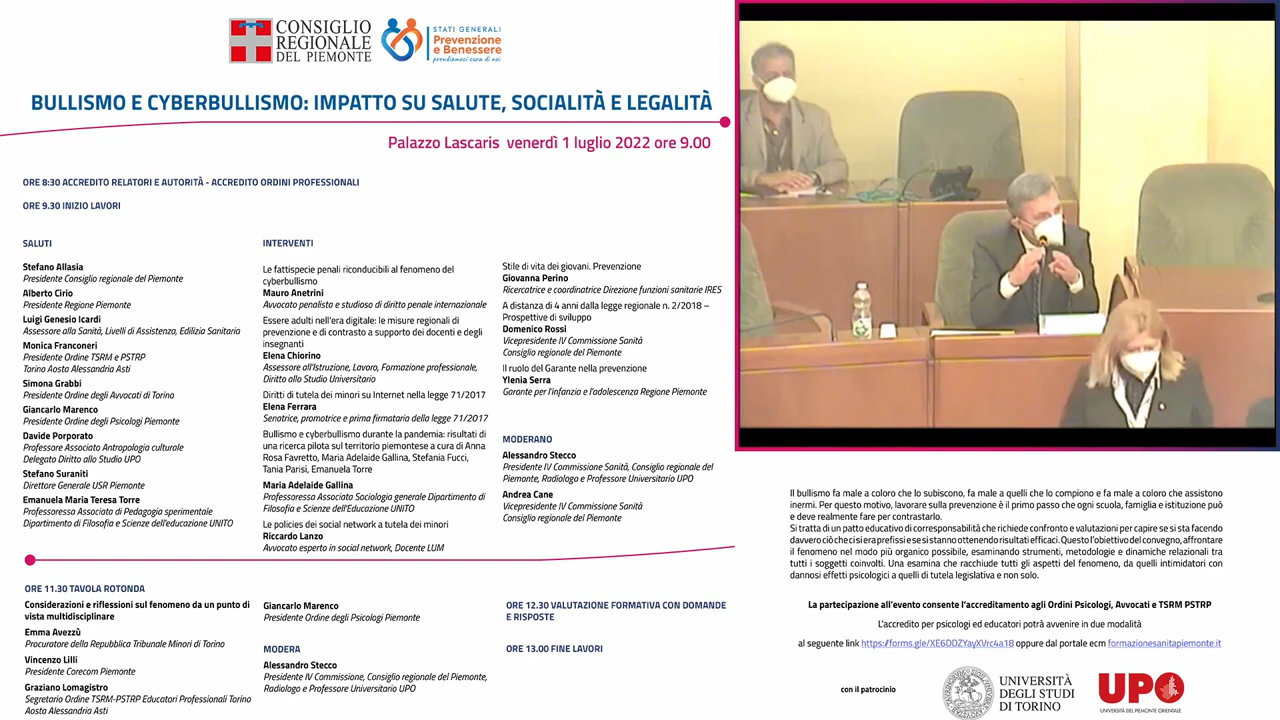 CONSIGLIO
REGIONALE
DEL PIEMONTE
STATI GENERALI
Prevenzione
e Benessere
prendiamoci cura di noi
BULLISMO E CYBERBULLISMO: IMPATTO SU SALUTE, SOCIALITÀ E LEGALITÀ
Palazzo Lascaris venerdì 1 luglio 2022 ore 9.00
ORE 8:30 ACCREDITO RELATORI E AUTORITÀ - ACCREDITO ORDINI PROFESSIONALI
ORE 9.30 INIZIO LAVORI
SALUTI
Stefano Allasia
Presidente Consiglio regionale del Piemonte
Alberto Cirio
Presidente Regione Piemonte
Luigi Genesio Icardi
Assessore alla Sanità, Livelli di Assistenza, Edilizia Sanitaria
Monica Franconeri
Presidente Ordine TSRM e PSTRP
Torino Aosta Alessandria Asti
Simona Grabbi
Presidente Ordine degli Avvocati di Torino
Giancarlo Marenco
Presidente Ordine degli Psicologi Piemonte
Davide Porporato
Professore Associato Antropologia culturale
Delegato Diritto allo Studio UPO
Stefano Suraniti
Direttore Generale USR Piemonte
Emanuela Maria Teresa Torre
Professoressa Associata di Pedagogia sperimentale
Dipartimento di Filosofia e Scienze dell'educazione UNITO
INTERVENTI
Le fattispecie penali riconducibili al fenomeno del
cyberbullismo
Mauro Anetrini
Avvocato penalista e studioso di diritto penale internazionale
Essere adulti nell'era digitale: le misure regionali di
prevenzione e di contrasto a supporto dei docenti e degli
insegnanti
Elena Chiorino
Assessore all'Istruzione, Lavoro, Formazione professionale,
Diritto allo Studio Universitario
Diritti di tutela dei minori su Internet nella legge 71/2017
Elena Ferrara
Senatrice, promotrice e prima firmataria della legge 71/2017
Bullismo e cyberbullismo durante la pandemia: risultati di
una ricerca pilota sul territorio piemontese a cura di Anna
Rosa Favretto, Maria Adelaide Gallina, Stefania Fucci,
Tania Parisi, Emanuela Torre
Maria Adelaide Gallina
Professoressa Associata Sociologia generale Dipartimento di
Filosofia e Scienze dell'Educazione UNITO
Le policies dei social network a tutela dei minori
Riccardo Lanzo
Avvocato esperto in social network, Docente LUM
Stile di vita dei giovani. Prevenzione
Giovanna Perino
Ricercatrice e coordinatrice Direzione funzioni sanitarie IRES
A distanza di 4 anni dalla legge regionale n. 2/2018 –
Prospettive di sviluppo
Domenico Rossi
Vicepresidente IV Commissione Sanità
Consiglio regionale del Piemonte
Il ruolo del Garante nella prevenzione
Ylenia Serra
Garante per l'infanzia e l'adolescenza Regione Piemonte
MODERANO
Alessandro Stecco
Presidente IV Commissione Sanità, Consiglio regionale del
Piemonte, Radiologo e Professore Universitario UPO
Andrea Cane
Vicepresidente IV Commissione Sanità
Consiglio regionale del Piemonte
ORE 11.30 TAVOLA ROTONDA
Considerazioni e riflessioni sul fenomeno da un punto di
vista multidisciplinare
Emma Avezzù
Procuratore della Repubblica Tribunale Minori di Torino
Vincenzo Lilli
Presidente Corecom Piemonte
Graziano Lomagistro
Segretario Ordine TSRM-PSTRP Educatori Professionali Torino
Aosta Alessandria Asti
Giancarlo Marenco
Presidente Ordine degli Psicologi Piemonte
MODERA
Alessandro Stecco
Presidente IV Commissione, Consiglio regionale del Piemonte,
Radiologo e Professore Universitario UPO
ORE 12.30 VALUTAZIONE FORMATIVA CON DOMANDE
E RISPOSTE
ORE 13.00 FINE LAVORI
Il bullismo fa male a coloro che lo subiscono, fa male a quelli che lo compiono e fa male a coloro che assistono
inermi. Per questo motivo, lavorare sulla prevenzione è il primo passo che ogni scuola, famiglia e istituzione può
e deve realmente fare per contrastarlo.
Si tratta di un patto educativo di corresponsabilità che richiede confronto e valutazioni per capire se si sta facendo
davvero ciò che ci si era prefissi e se si stanno ottenendo risultati efficaci. Questo l'obiettivo del convegno, affrontare
il fenomeno nel modo più organico possibile, esaminando strumenti, metodologie e dinamiche relazionali tra
tutti i soggetti coinvolti. Una esamina che racchiude tutti gli aspetti del fenomeno, da quelli intimidatori con
dannosi effetti psicologici a quelli di tutela legislativa e non solo.
La partecipazione all'evento consente l'accreditamento agli Ordini Psicologi, Avvocati e TSRM PSTRP
L'accredito per psicologi ed educatori potrà avvenire in due modalità
al seguente link https://forms.gle/XE6DDZYayXVrc4a18 oppure dal portale ecm formazionesanitapiemonte.it
con il patrocinio
UNIVERSITÀ
DEGLI STUDI
DI TORINO
UPO
UNIVERSITÀ DEL PIEMONTE ORIENTALE